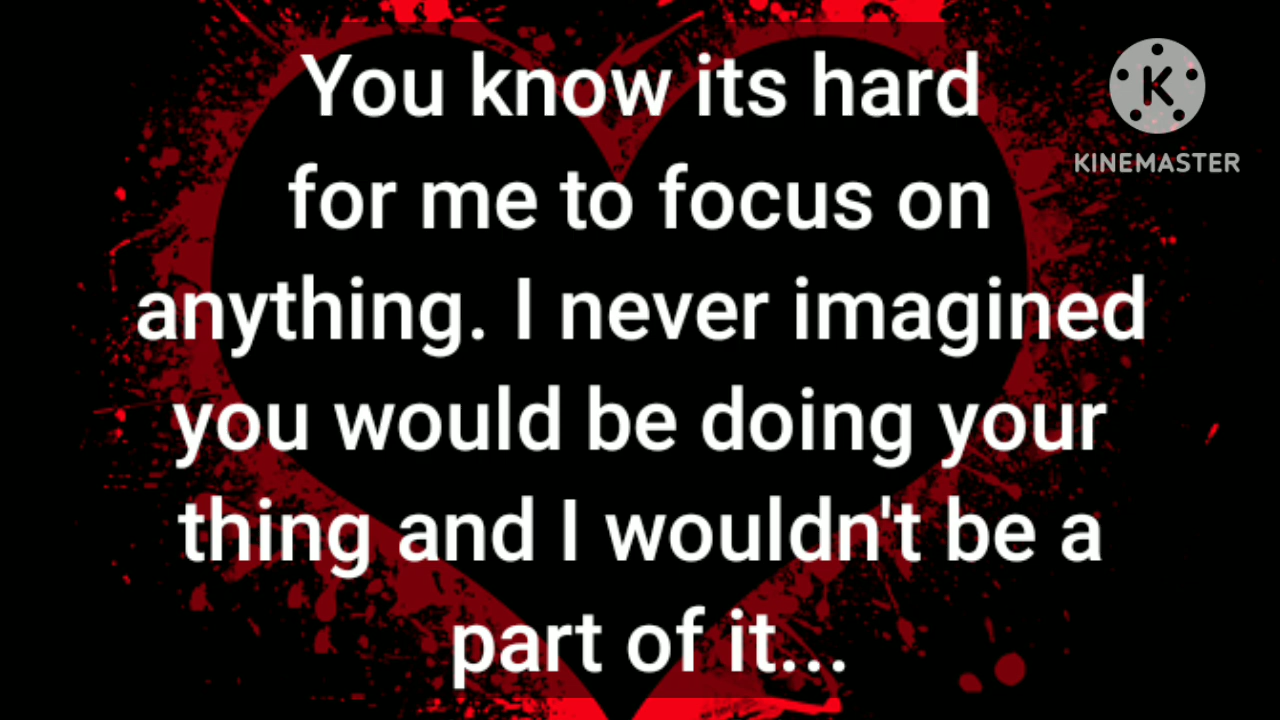 You know its hard
for me to focus on
anything. I never imagined
you would be doing your
thing and I wouldn't be a
part of it...
K
KINEMASTER